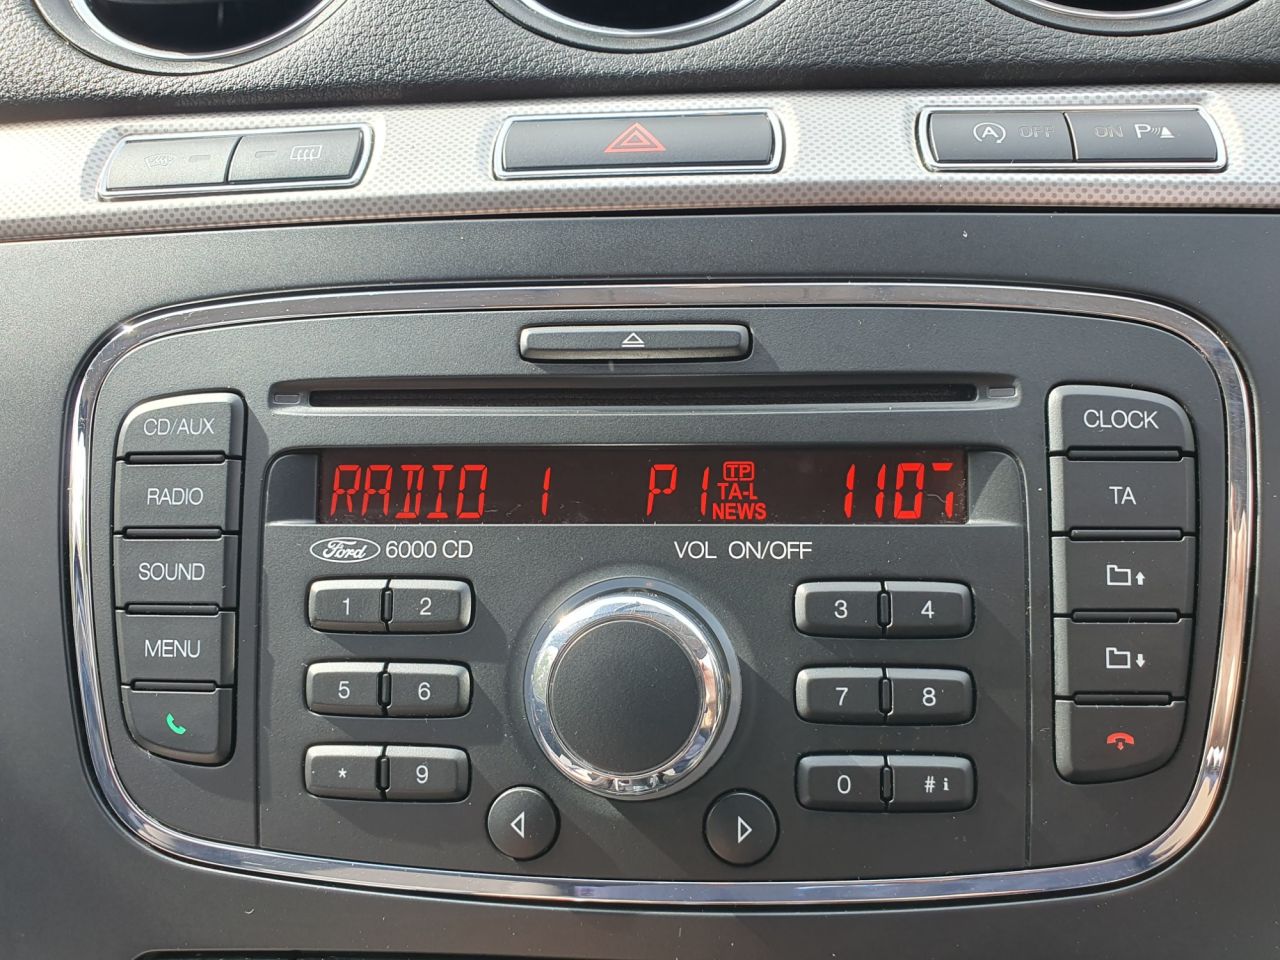 OFF ON P
CD/AUX
RADIO
SOUND
MENU
RADIO 1 P1 TP
TA-L
NEWS
1107
Ford 6000 CD VOL ON/OFF
1 2 3 4
5 6 7 8
* 9 0 # i
CLOCK
TA